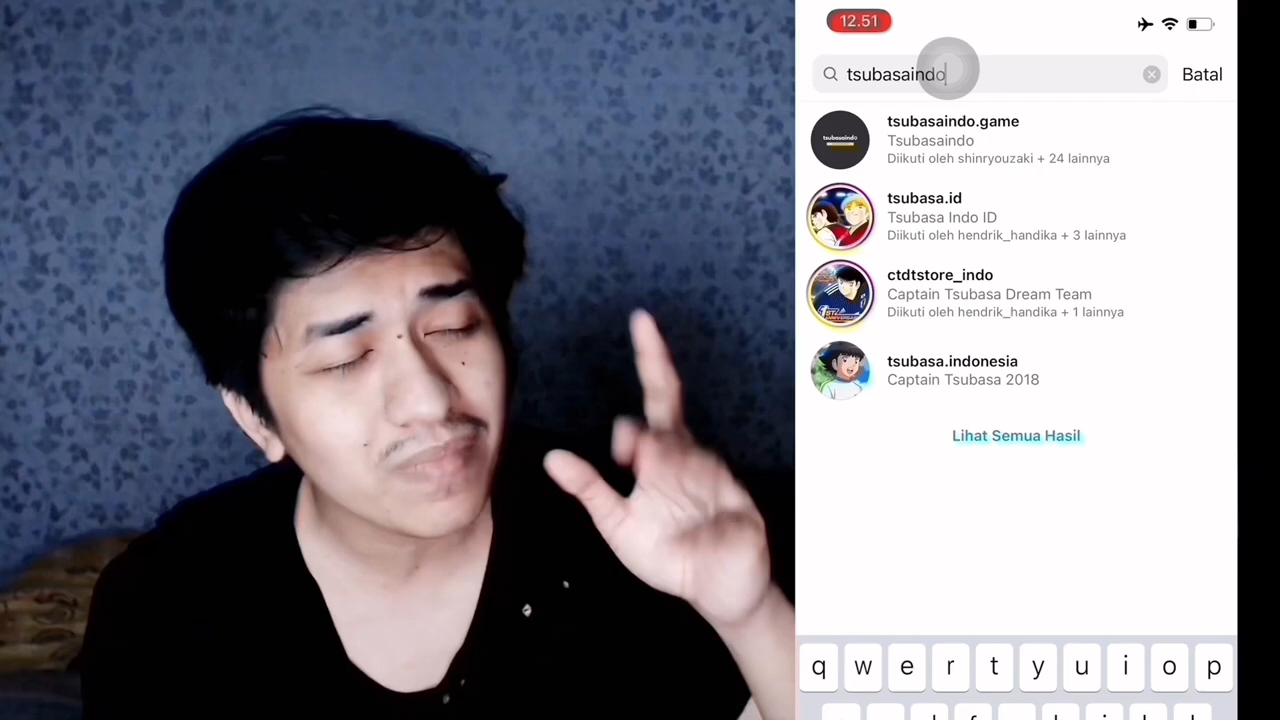 12.51
tsubasaindo
Batal
tsubasaindo.game
Tsubasaindo
Diikuti oleh shinryouzaki + 24 lainnya
tsubasa.id
Tsubasa Indo ID
Diikuti oleh hendrik_handika + 3 lainnya
ctdtstore_indo
Captain Tsubasa Dream Team
Diikuti oleh hendrik_handika + 1 lainnya
tsubasa.indonesia
Captain Tsubasa 2018
Lihat Semua Hasil
q w e r t y u i o p